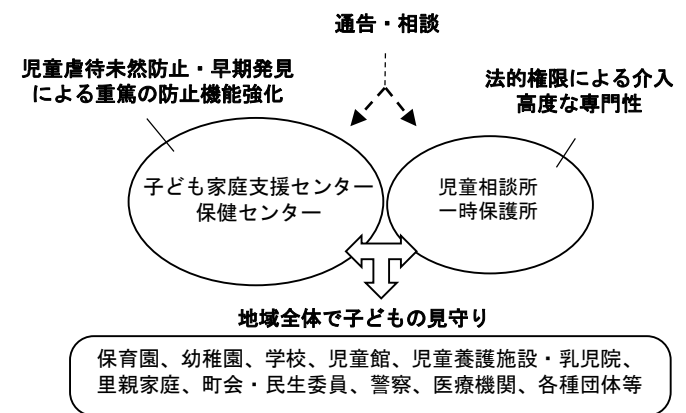 通告・相談
児童虐待未然防止・早期発見
による重篤の防止機能強化
法的権限による介入
高度な専門性
子ども家庭支援センター
保健センター
児童相談所
一時保護所
地域全体で子どもの見守り
保育園、幼稚園、学校、児童館、児童養護施設・乳児院、
里親家庭、町会・民生委員、警察、医療機関、各種団体等